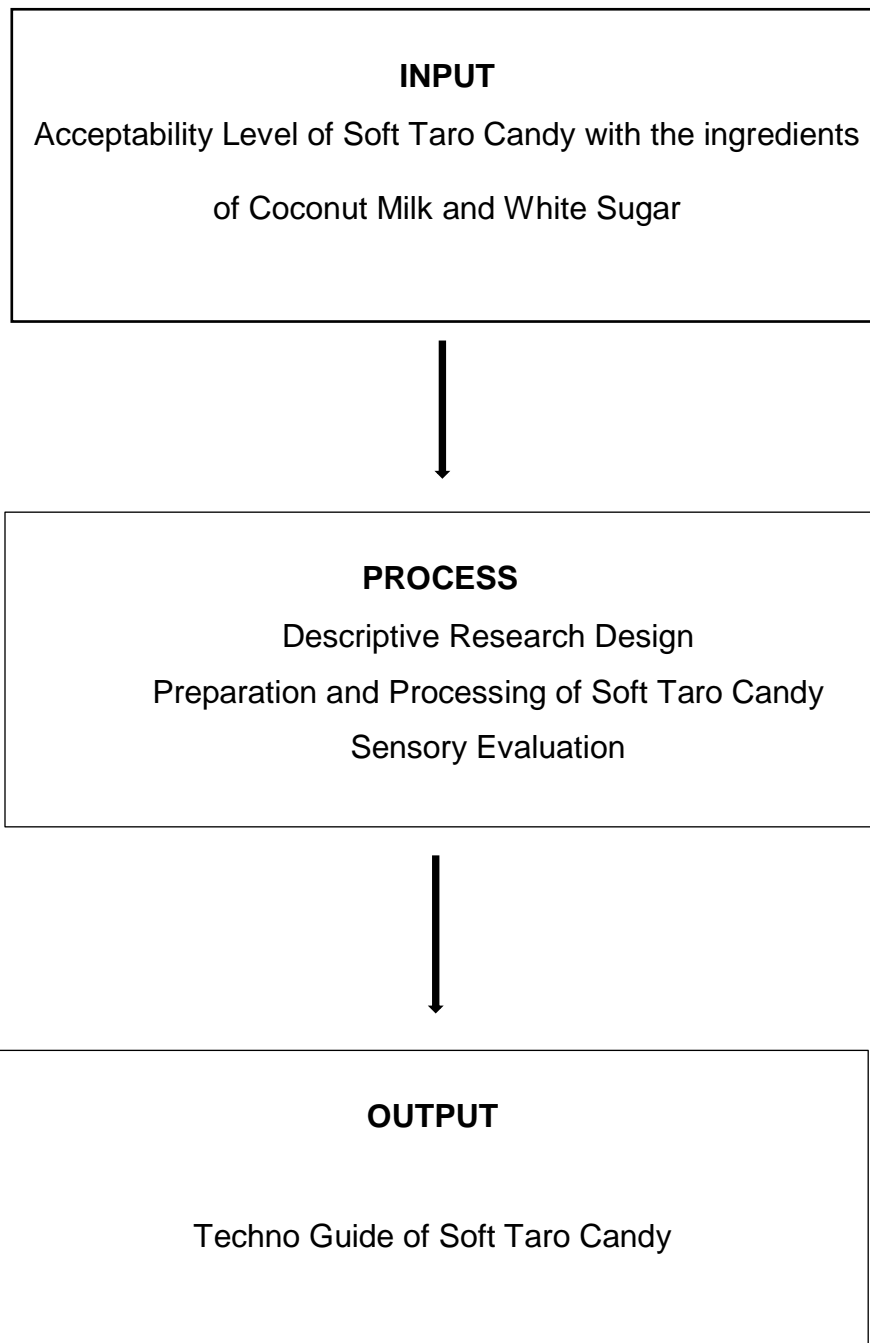 INPUT
Acceptability Level of Soft Taro Candy with the ingredients
of Coconut Milk and White Sugar
PROCESS
Descriptive Research Design
Preparation and Processing of Soft Taro Candy
Sensory Evaluation
OUTPUT
Techno Guide of Soft Taro Candy